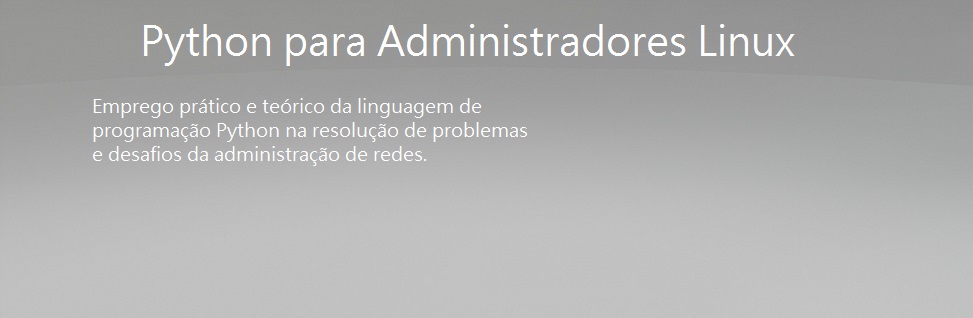 Python para Administradores Linux
Emprego prático e teórico da linguagem de
programação Python na resolução de problemas
e desafios da administração de redes.